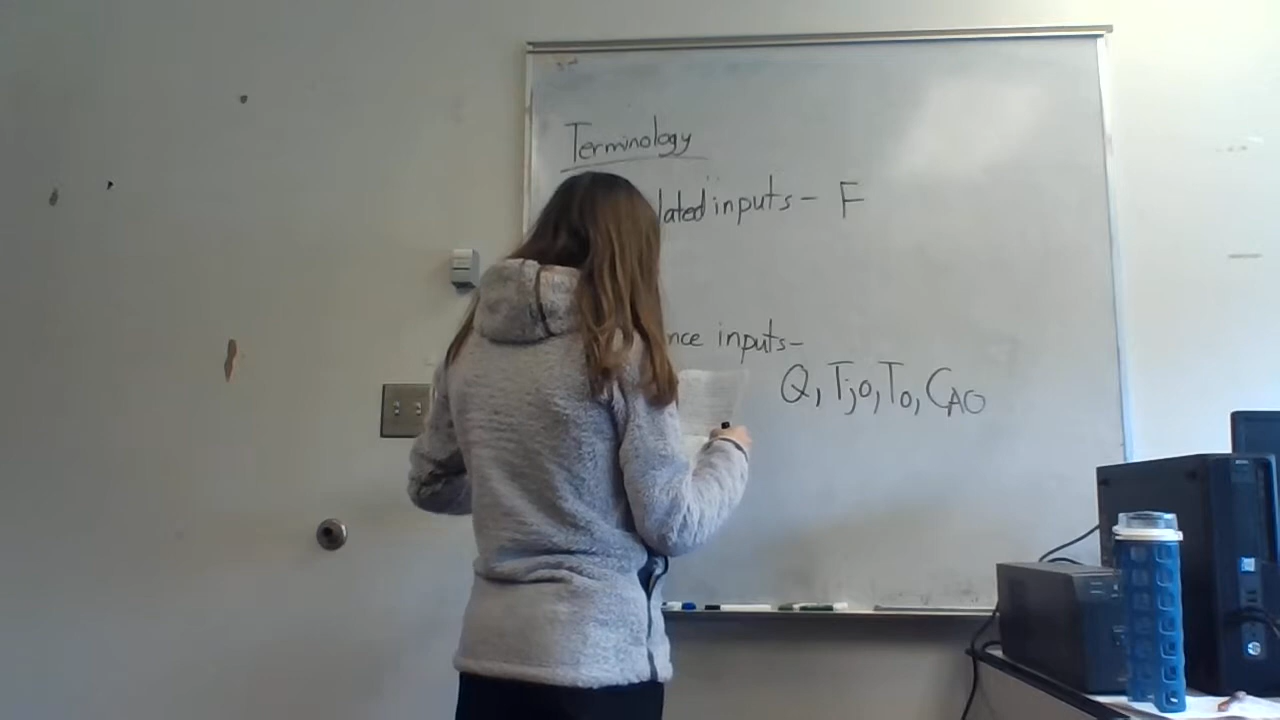 Terminology
lated inputs - F
nce inputs-
Q, Tjo, To, CAO